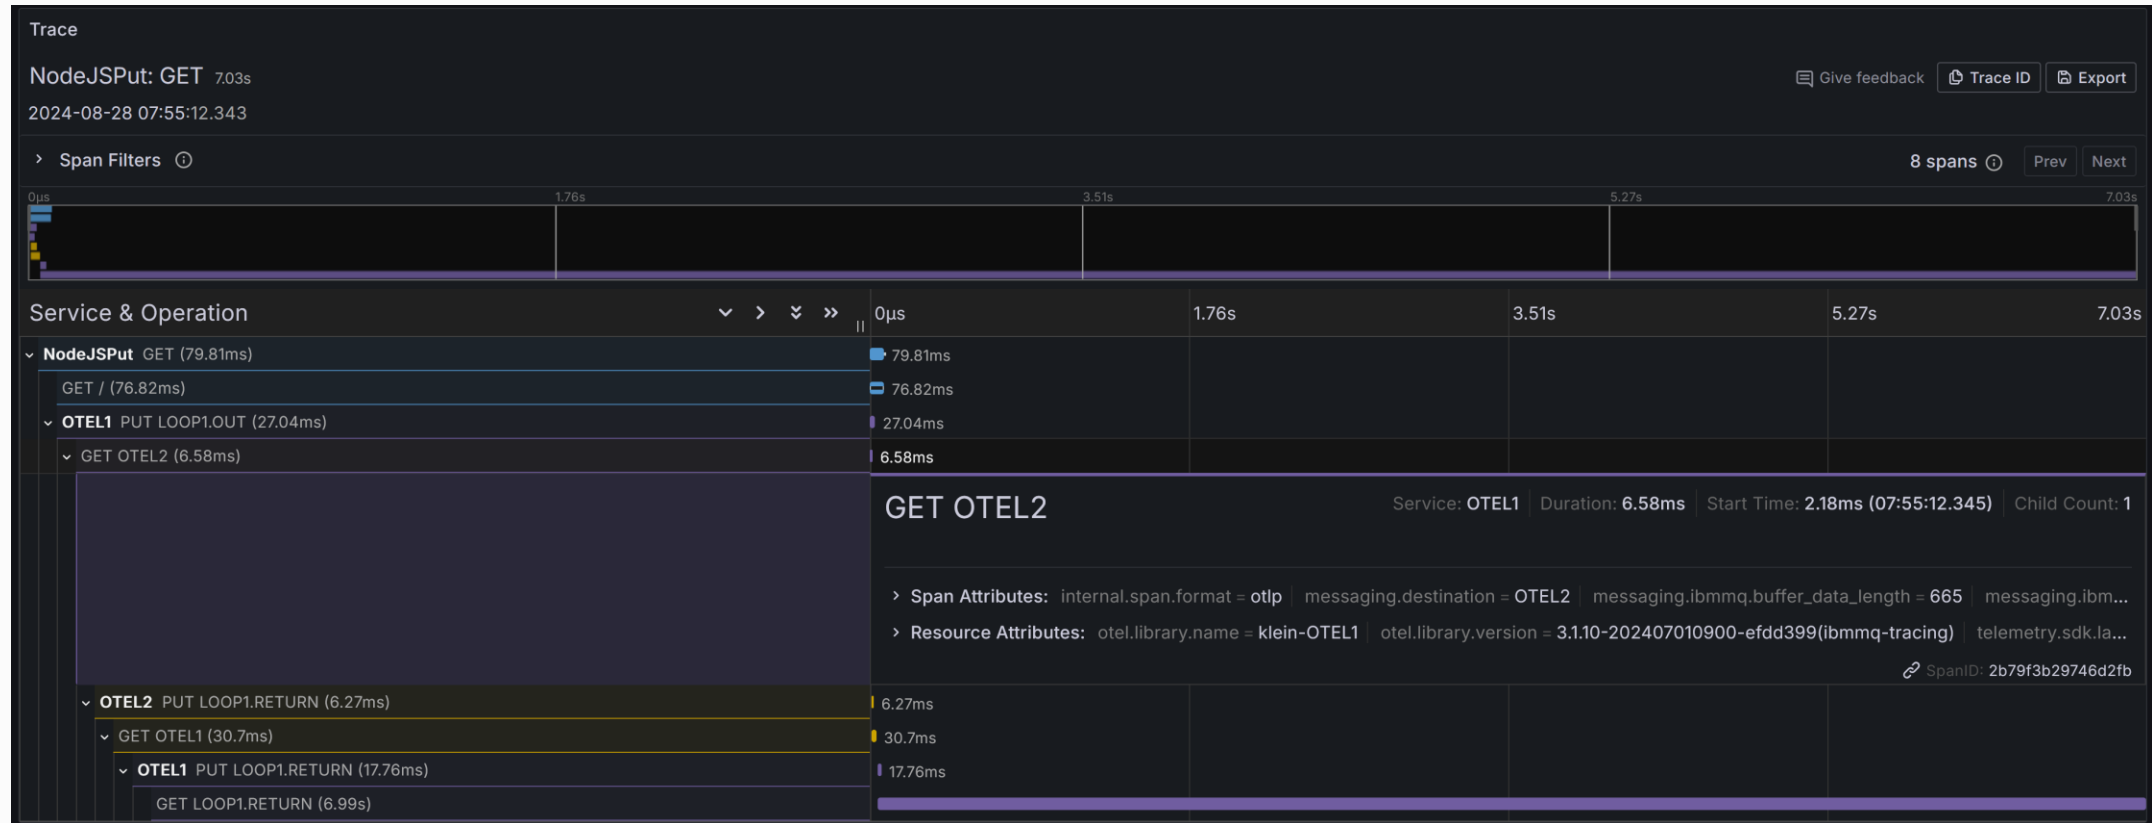 Trace
NodeJSPut: GET 7.03s
Give feedback Trace ID Export
2024-08-28 07:55:12.343
Span Filters
8 spans Prev Next
0μs 1.76s 3.51s 5.27s 7.03s
Service & Operation 0μs 1.76s 3.51s 5.27s 7.03s
NodeJSPut GET (79.81ms) 79.81ms
GET / (76.82ms) 76.82ms
OTEL1 PUT LOOP1.OUT (27.04ms) 27.04ms
GET OTEL2 (6.58ms) 6.58ms
GET OTEL2 Service: OTEL1 Duration: 6.58ms Start Time: 2.18ms (07:55:12.345) Child Count: 1
Span Attributes: internal.span.format = otlp messaging.destination = OTEL2 messaging.ibmmq.buffer_data_length = 665 messaging.ibm...
Resource Attributes: otel.library.name = klein-OTEL1 otel.library.version = 3.1.10-202407010900-efdd399(ibmmq-tracing) telemetry.sdk.la...
SpanID: 2b79f3b29746d2fb
OTEL2 PUT LOOP1.RETURN (6.27ms) 6.27ms
GET OTEL1 (30.7ms) 30.7ms
OTEL1 PUT LOOP1.RETURN (17.76ms) 17.76ms
GET LOOP1.RETURN (6.99s)